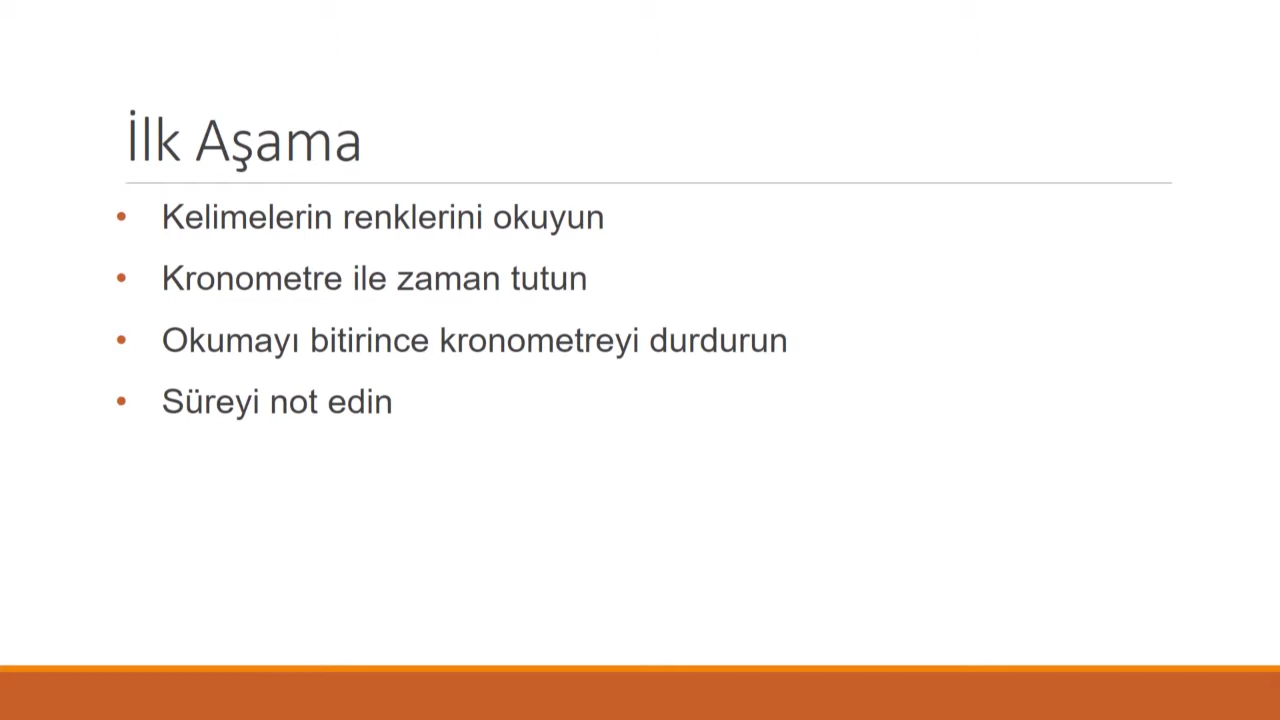 İlk Aşama
• Kelimelerin renklerini okuyun
• Kronometre ile zaman tutun
• Okumayı bitirince kronometreyi durdurun
• Süreyi not edin